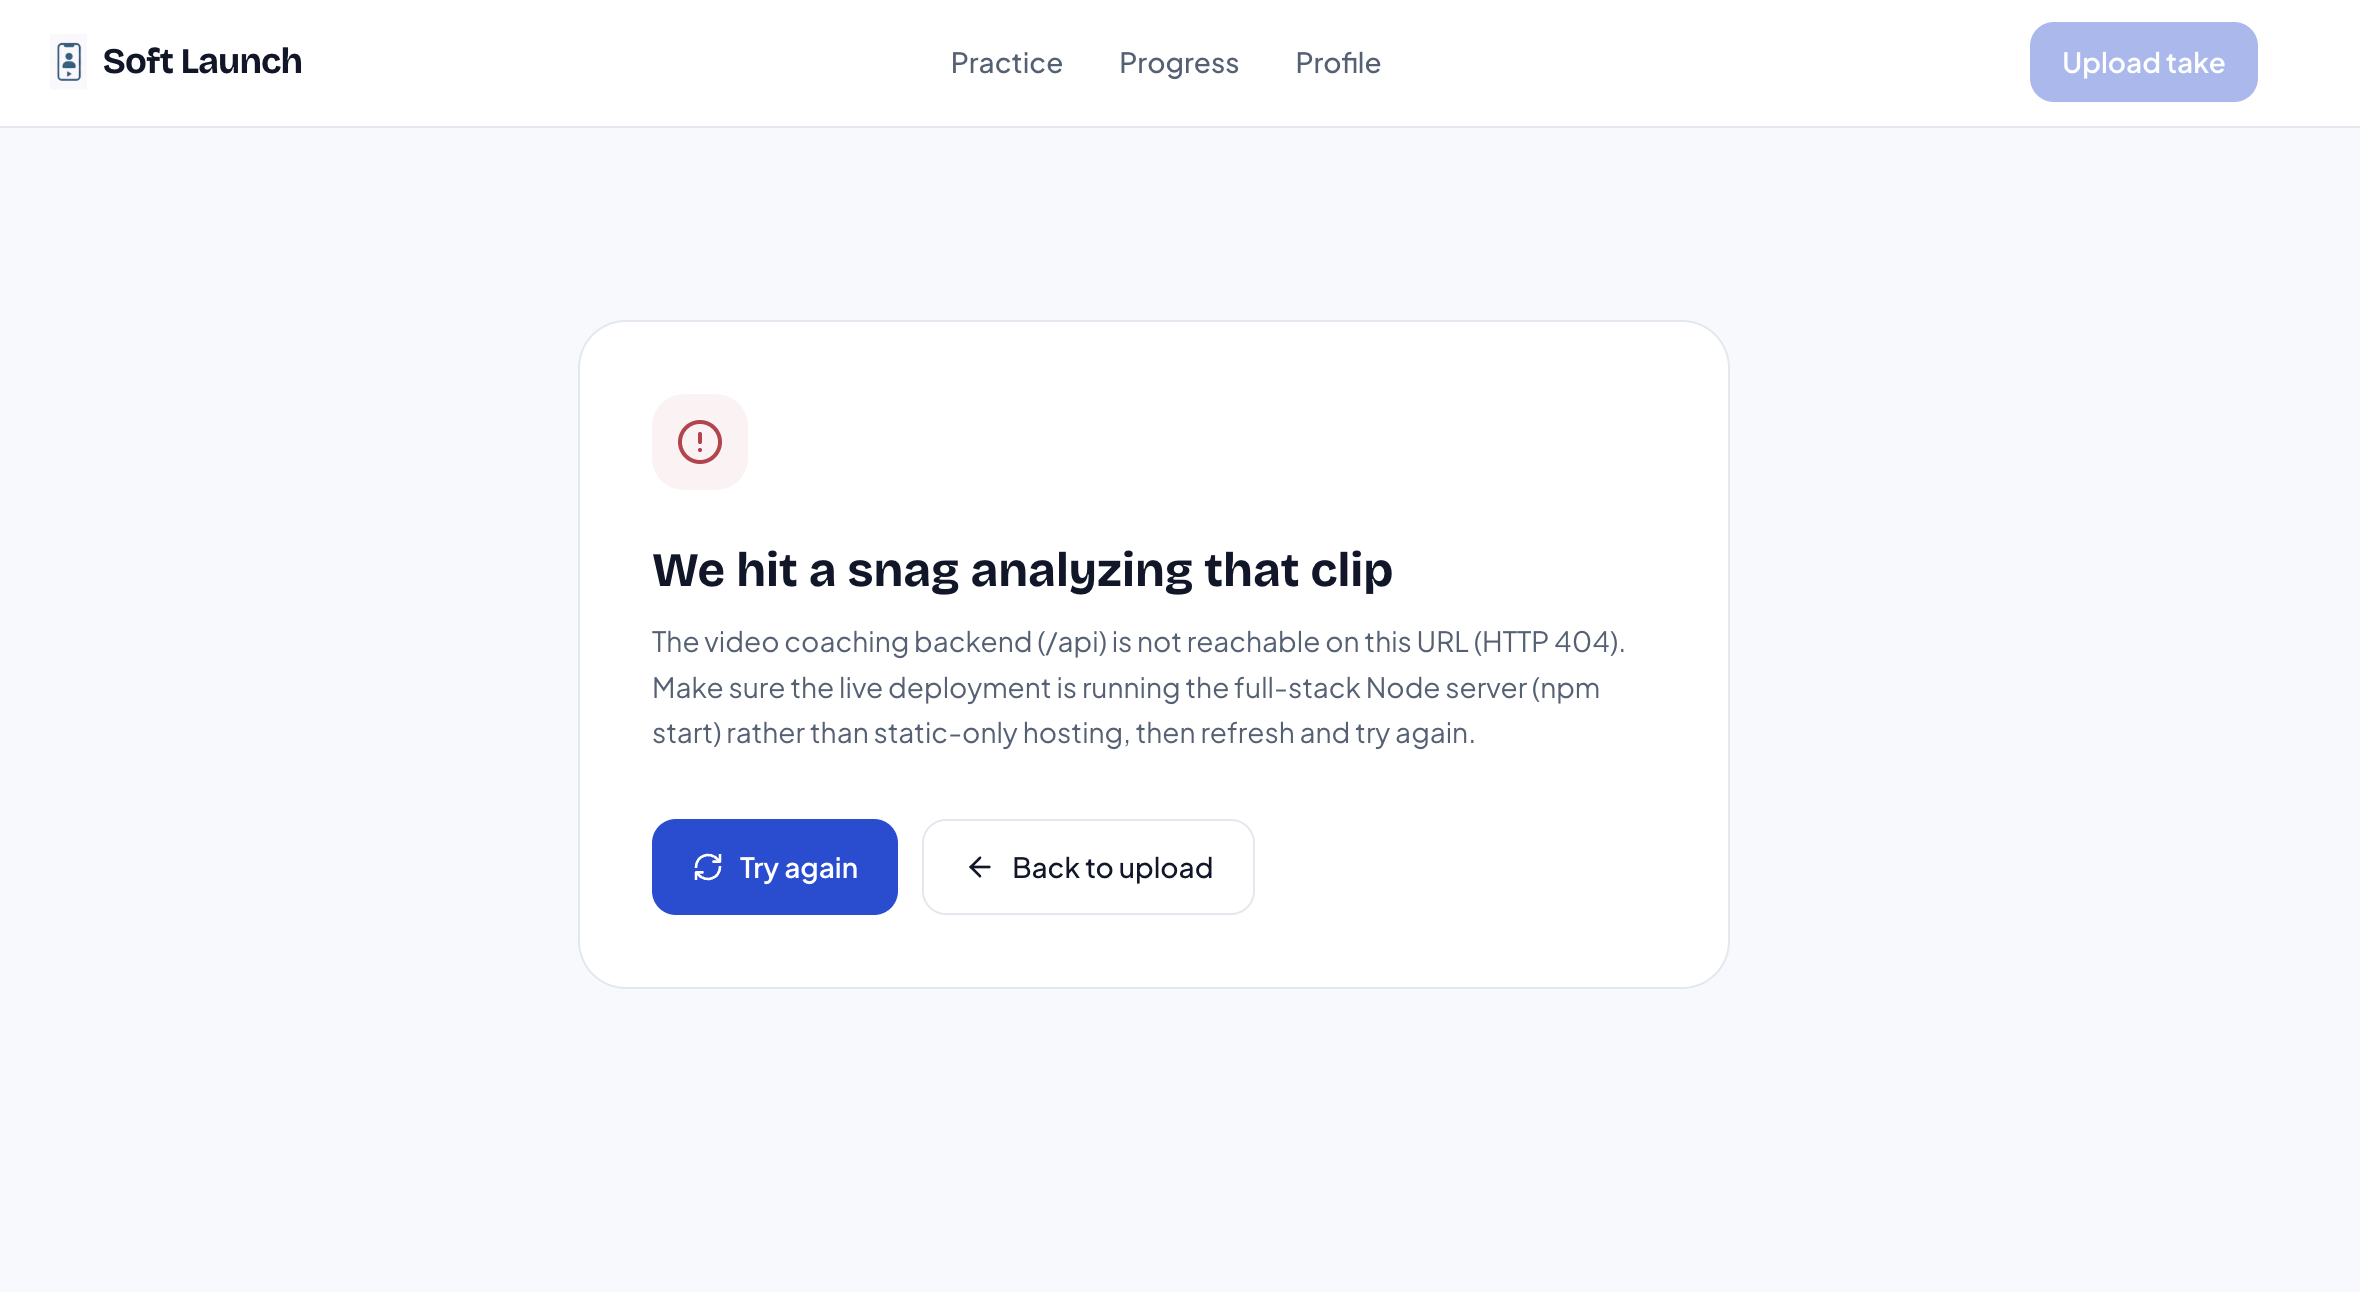 Soft Launch
Practice
Progress
Profile
Upload take
We hit a snag analyzing that clip
The video coaching backend (/api) is not reachable on this URL (HTTP 404).
Make sure the live deployment is running the full-stack Node server (npm
start) rather than static-only hosting, then refresh and try again.
Try again
Back to upload